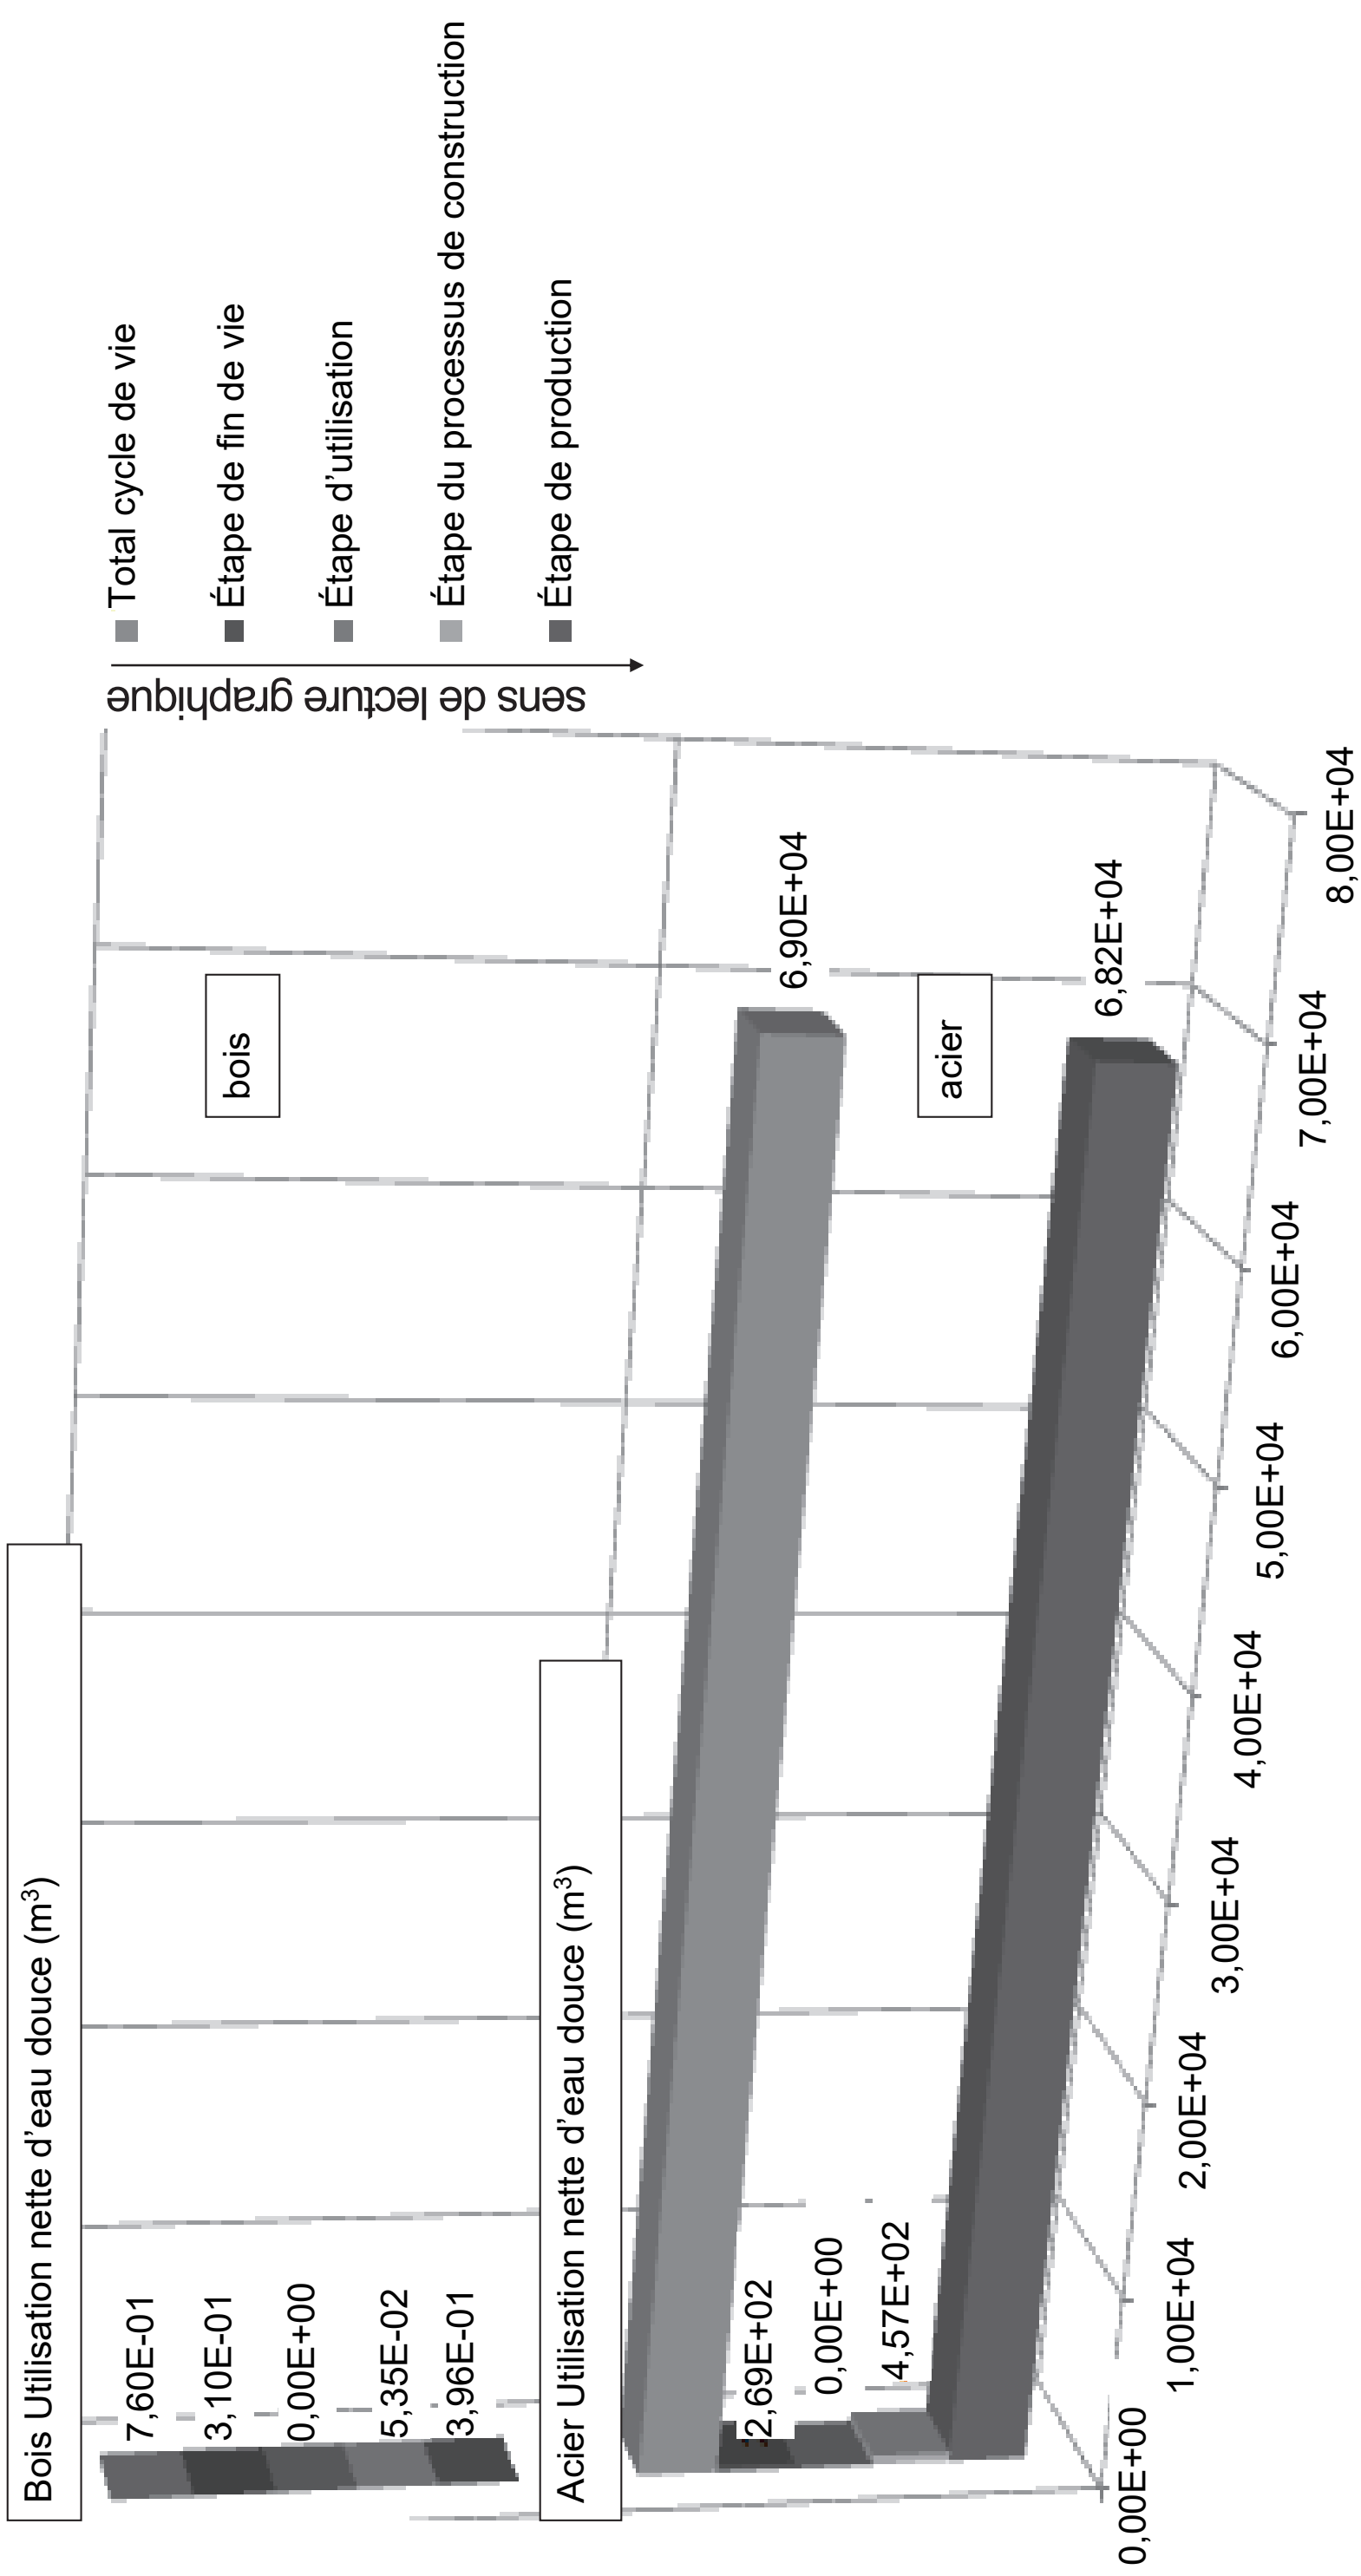 Bois Utilisation nette d'eau douce (m³)
7,60E-01
3,10E-01
0,00E+00
5,35E-02
3,96E-01
bois
Acier Utilisation nette d'eau douce (m³)
6,90E+04
2,69E+02
0,00E+00
4,57E+02
6,82E+04
acier
0,00E+00
1,00E+04
2,00E+04
3,00E+04
4,00E+04
5,00E+04
6,00E+04
7,00E+04
8,00E+04
sens de lecture graphique
Total cycle de vie
Étape de fin de vie
Étape d'utilisation
Étape du processus de construction
Étape de production